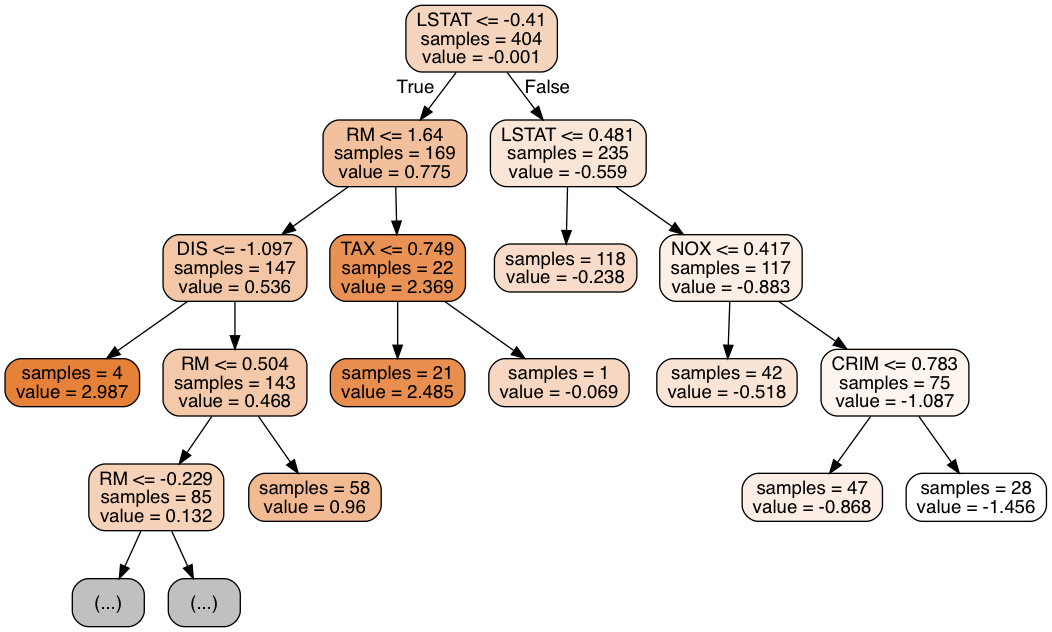 LSTAT <= -0.41
samples = 404
value = -0.001
True
False
RM <= 1.64
samples = 169
value = 0.775
LSTAT <= 0.481
samples = 235
value = -0.559
DIS <= -1.097
samples = 147
value = 0.536
TAX <= 0.749
samples = 22
value = 2.369
samples = 118
value = -0.238
NOX <= 0.417
samples = 117
value = -0.883
samples = 4
value = 2.987
RM <= 0.504
samples = 143
value = 0.468
samples = 21
value = 2.485
samples = 1
value = -0.069
samples = 42
value = -0.518
CRIM <= 0.783
samples = 75
value = -1.087
RM <= -0.229
samples = 85
value = 0.132
samples = 58
value = 0.96
samples = 47
value = -0.868
samples = 28
value = -1.456
(...)
(...)